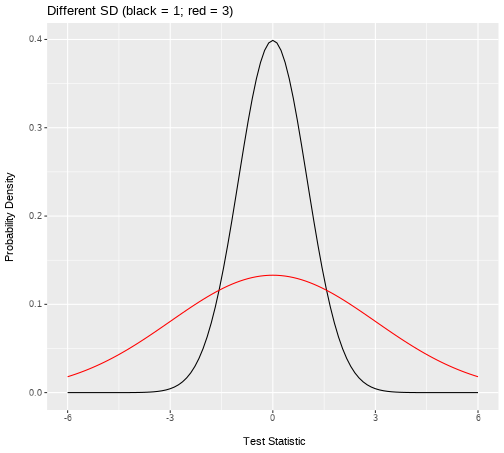 Different SD (black = 1; red = 3)
0.4
0.3
0.2
0.1
0.0
Probability Density
-6 -3 0 3 6
Test Statistic